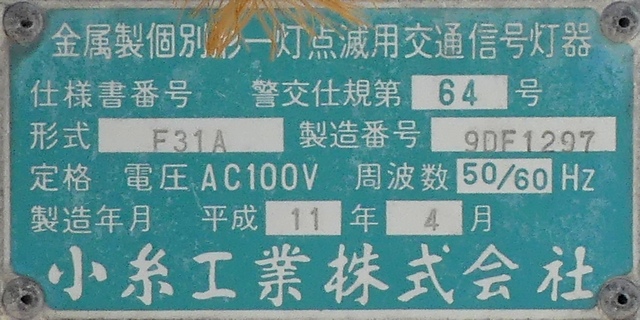 金属製個別形一灯点滅用交通信号灯器
仕様書番号 警交仕規第 64 号
形式 F31A 製造番号 9DF1297
定格 電圧 AC100V 周波数 50/60 Hz
製造年月 平成 11 年 4 月
小糸工業株式会社